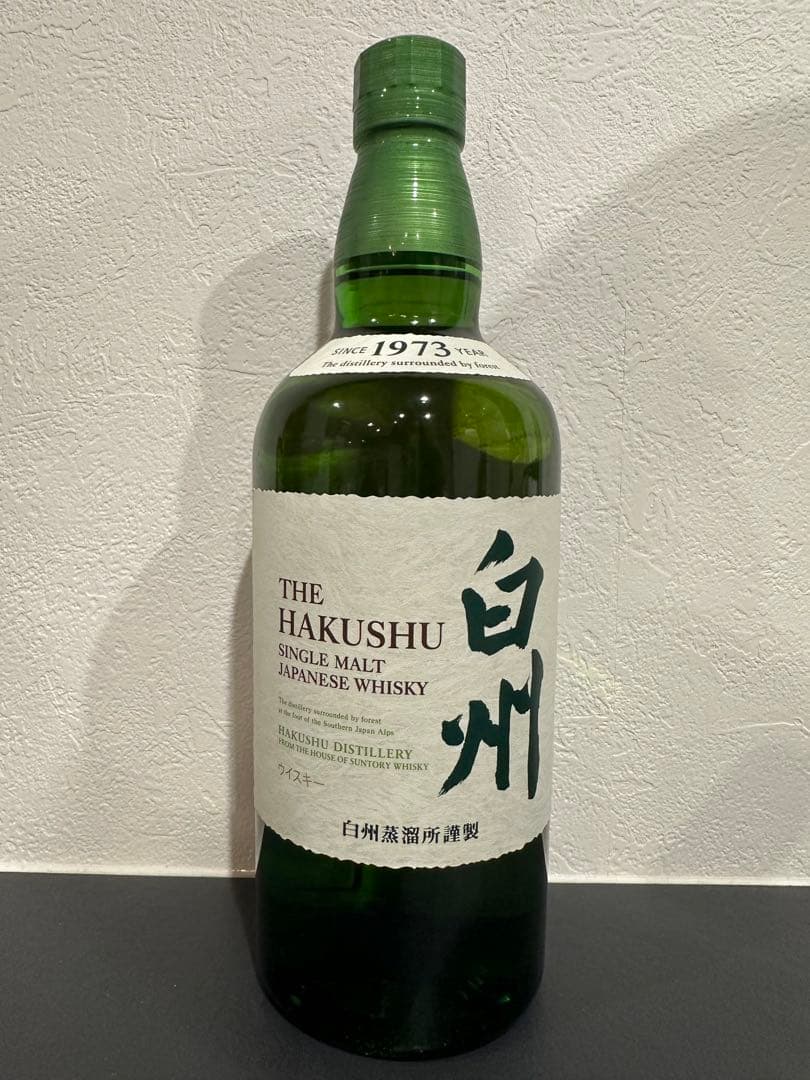 SINCE 1973 YEAR
The distillery surrounded by forest
THE
HAKUSHU
SINGLE MALT
JAPANESE WHISKY
The distillery surrounded by forest
at the foot of the Southern Japan Alps
HAKUSHU DISTILLERY
FROM THE HOUSE OF SUNTORY WHISKY
ウイスキー
白州
白州蒸溜所謹製